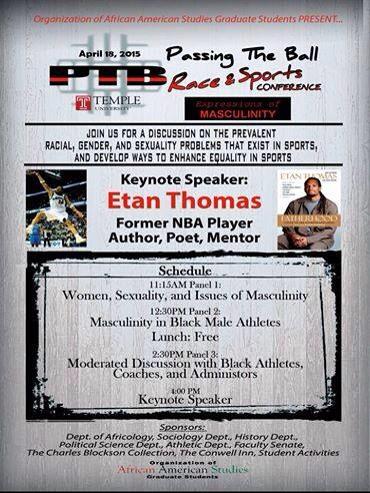 Organization of African American Studies Graduate Students PRESENT...
April 18, 2015
Passing The Ball
PTB
Race & Sports
CONFERENCE
T TEMPLE
UNIVERSITY
Expressions of
MASCULINITY
JOIN US FOR A DISCUSSION ON THE PREVALENT
RACIAL, GENDER, AND SEXUALITY PROBLEMS THAT EXIST IN SPORTS,
AND DEVELOP WAYS TO ENHANCE EQUALITY IN SPORTS
Keynote Speaker:
Etan Thomas
Former NBA Player
Author, Poet, Mentor
ETAN THOMAS
FATHERHOOD
Schedule
11:15AM Panel 1:
Women, Sexuality, and Issues of Masculinity
12:30PM Panel 2:
Masculinity in Black Male Athletes
Lunch: Free
2:30PM Panel 3:
Moderated Discussion with Black Athletes,
Coaches, and Administors
4:00 PM
Keynote Speaker
Sponsors:
Dept. of Africology, Sociology Dept., History Dept.,
Political Science Dept., Athletic Dept., Faculty Senate,
The Charles Blockson Collection, The Conwell Inn, Student Activities
Organization of
African American Studies
Graduate Students